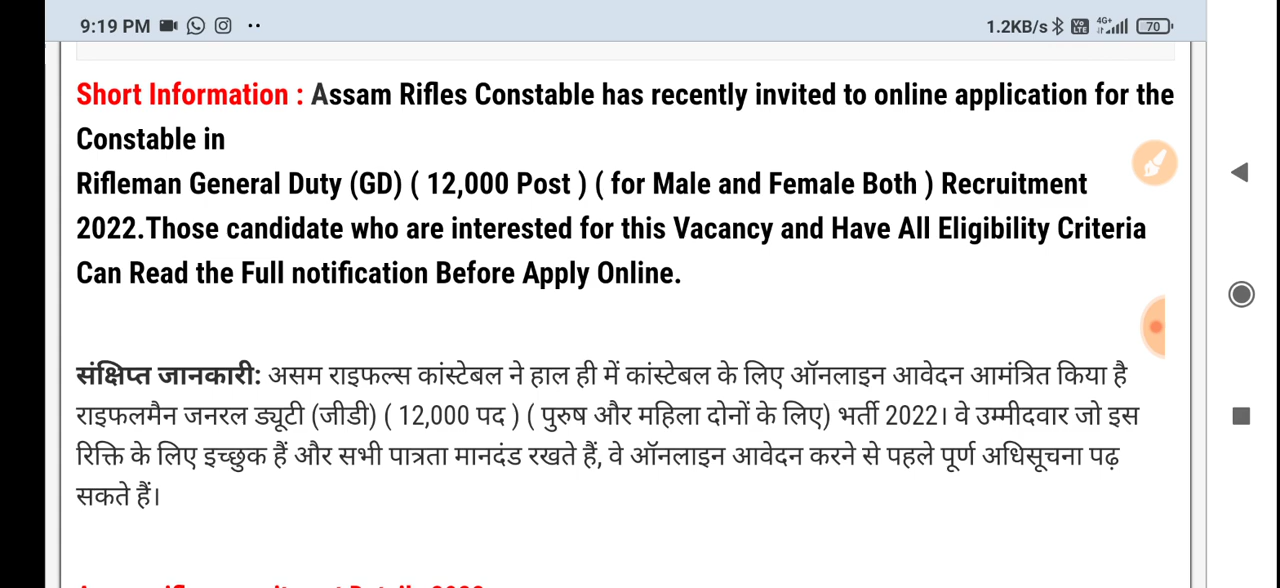 9:19 PM
1.2KB/s 4G+ 70
Short Information : Assam Rifles Constable has recently invited to online application for the
Constable in
Rifleman General Duty (GD) ( 12,000 Post ) ( for Male and Female Both ) Recruitment
2022.Those candidate who are interested for this Vacancy and Have All Eligibility Criteria
Can Read the Full notification Before Apply Online.
संक्षिप्त जानकारी: असम राइफल्स कांस्टेबल ने हाल ही में कांस्टेबल के लिए ऑनलाइन आवेदन आमंत्रित किया है
राइफलमैन जनरल ड्यूटी (जीडी) ( 12,000 पद ) ( पुरुष और महिला दोनों के लिए) भर्ती 2022। वे उम्मीदवार जो इस
रिक्ति के लिए इच्छुक हैं और सभी पात्रता मानदंड रखते हैं, वे ऑनलाइन आवेदन करने से पहले पूर्ण अधिसूचना पढ़
सकते हैं।